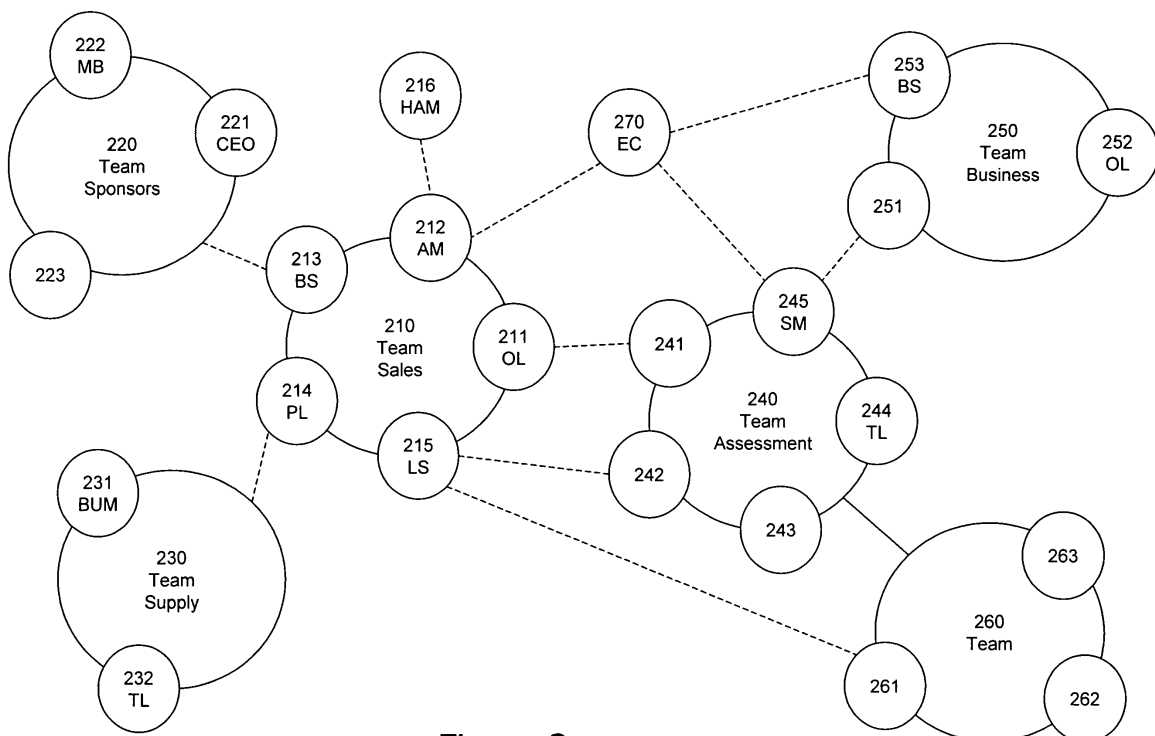 222
MB
221
CEO
220
Team
Sponsors
223
216
HAM
270
EC
253
BS
250
Team
Business
252
OL
251
212
AM
213
BS
210
Team
Sales
211
OL
214
PL
215
LS
241
245
SM
240
Team
Assessment
244
TL
242
243
231
BUM
230
Team
Supply
232
TL
263
260
Team
261
262